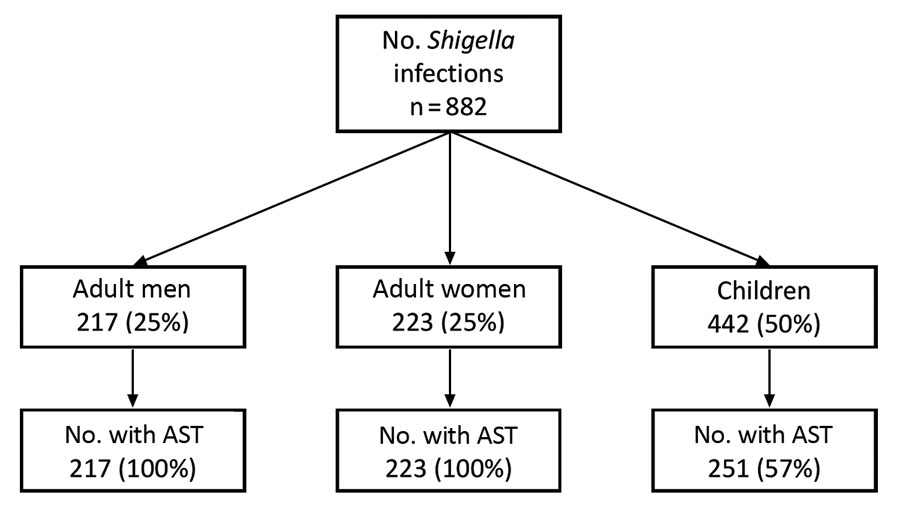 No. Shigella
infections
n = 882
Adult men
217 (25%)
Adult women
223 (25%)
Children
442 (50%)
No. with AST
217 (100%)
No. with AST
223 (100%)
No. with AST
251 (57%)